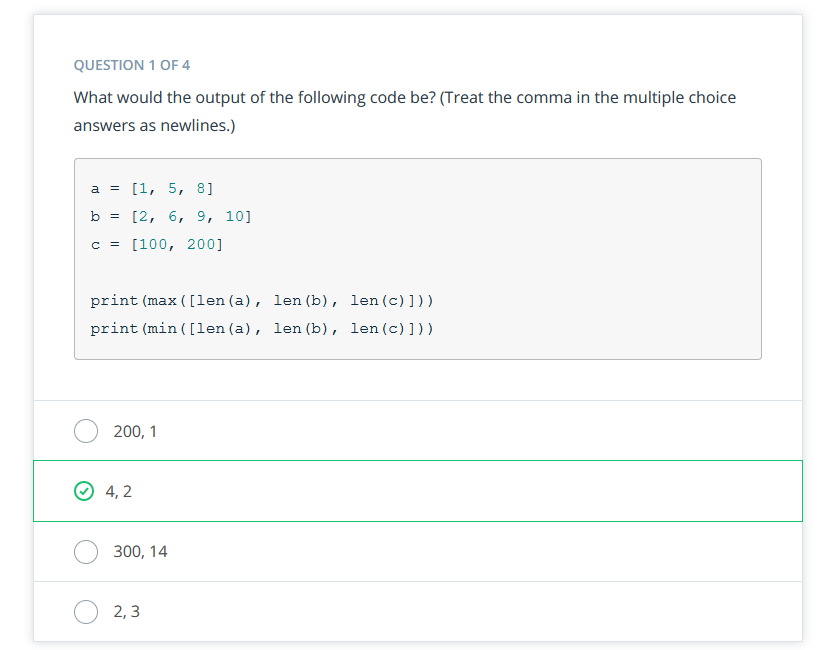 QUESTION 1 OF 4
What would the output of the following code be? (Treat the comma in the multiple choice
answers as newlines.)
a = [1, 5, 8]
b = [2, 6, 9, 10]
c = [100, 200]
print(max([len(a), len(b), len(c)]))
print(min([len(a), len(b), len(c)]))
200, 1
4, 2
300, 14
2, 3